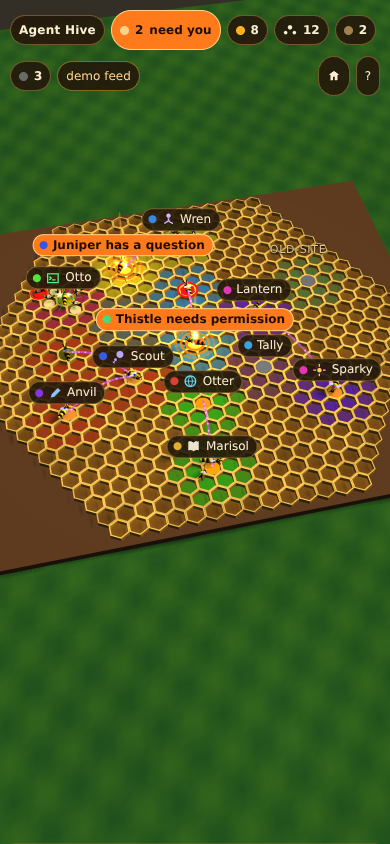 Agent Hive
2 need you
8
12
2
3
demo feed
?
Wren
Juniper has a question
OLD SITE
Otto
Lantern
Thistle needs permission
Tally
Scout
Sparky
Otter
Anvil
Marisol